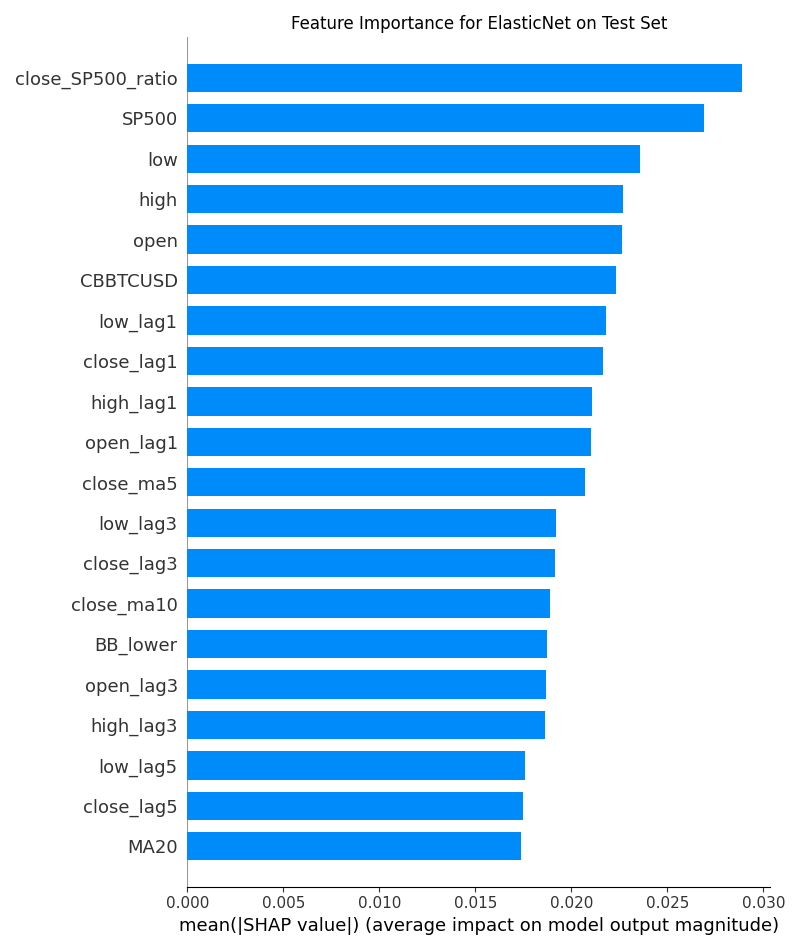 Feature Importance for ElasticNet on Test Set
close_SP500_ratio
SP500
low
high
open
CBBTCUSD
low_lag1
close_lag1
high_lag1
open_lag1
close_ma5
low_lag3
close_lag3
close_ma10
BB_lower
open_lag3
high_lag3
low_lag5
close_lag5
MA20
0.000 0.005 0.010 0.015 0.020 0.025 0.030
mean(|SHAP value|) (average impact on model output magnitude)